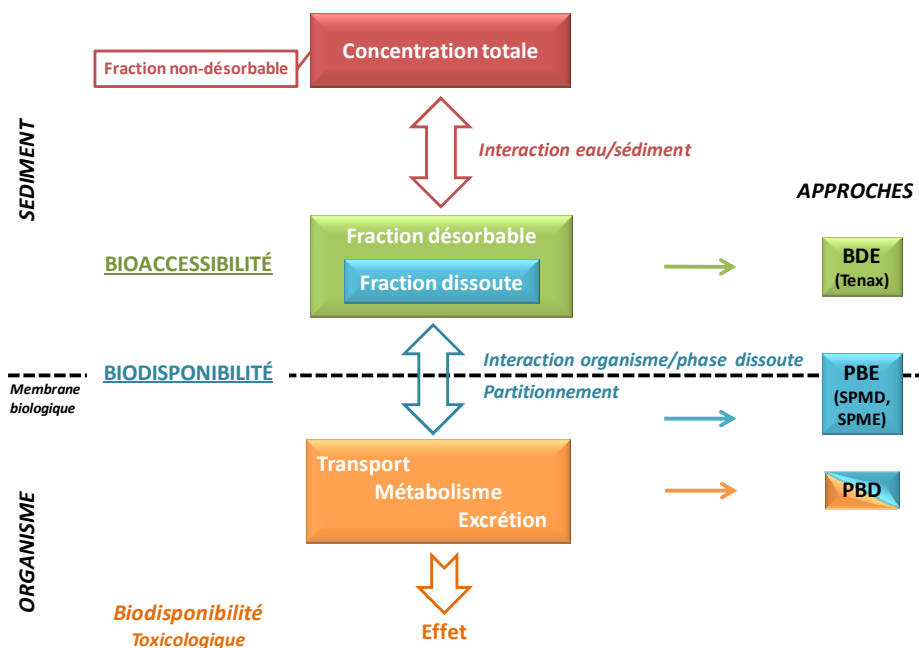 Concentration totale
Fraction non-désorbable
SEDIMENT
Interaction eau/sédiment
APPROCHES
Fraction désorbable
BIOACCESSIBILITÉ
Fraction dissoute
BDE
(Tenax)
BIODISPONIBILITÉ
Interaction organisme/phase dissoute
Membrane
biologique
Partitionnement
PBE
(SPMD,
SPME)
ORGANISME
Transport
Métabolisme
Excrétion
PBD
Biodisponibilité
Toxicologique
Effet